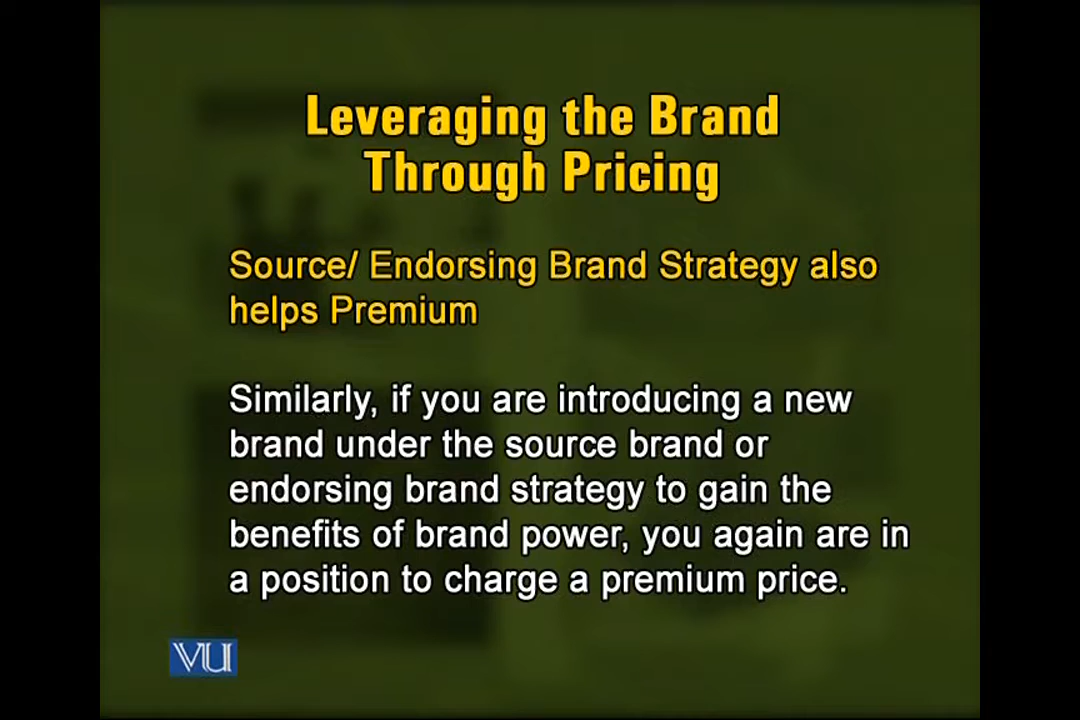 Leveraging the Brand
Through Pricing
Source/ Endorsing Brand Strategy also
helps Premium
Similarly, if you are introducing a new
brand under the source brand or
endorsing brand strategy to gain the
benefits of brand power, you again are in
a position to charge a premium price.
VU